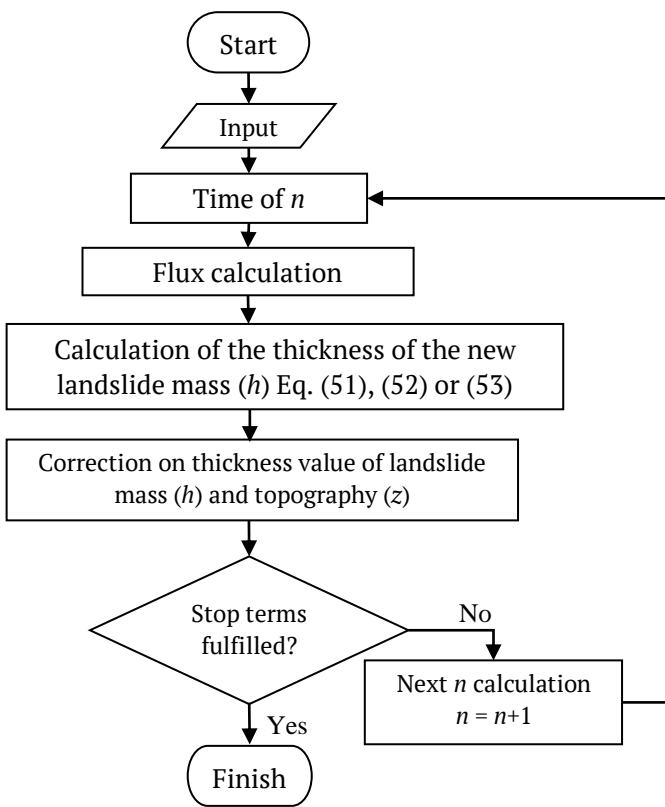 Start
Input
Time of n
Flux calculation
Calculation of the thickness of the new
landslide mass (h) Eq. (51), (52) or (53)
Correction on thickness value of landslide
mass (h) and topography (z)
Stop terms
fulfilled?
No
Next n calculation
n = n+1
Yes
Finish